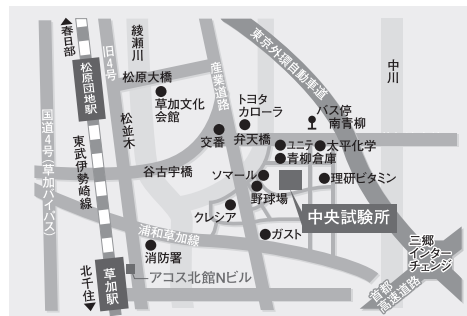 ▲春日部
松原団地駅
旧4号
綾瀬川
松原大橋
草加文化
会館
松並木
産業道路
東京外環自動車道
中川
トヨタ
カローラ
バス停
南青柳
交番
弁天橋
ユニテ
太平化学
青柳倉庫
国道4号(草加バイパス)
東武伊勢崎線
谷古宇橋
ソマール
理研ビタミン
野球場
中央試験所
クレシア
浦和草加線
ガスト
消防署
三郷
インター
チェンジ
北千住▼
草加駅
アコス北館Nビル
首都
高速道路